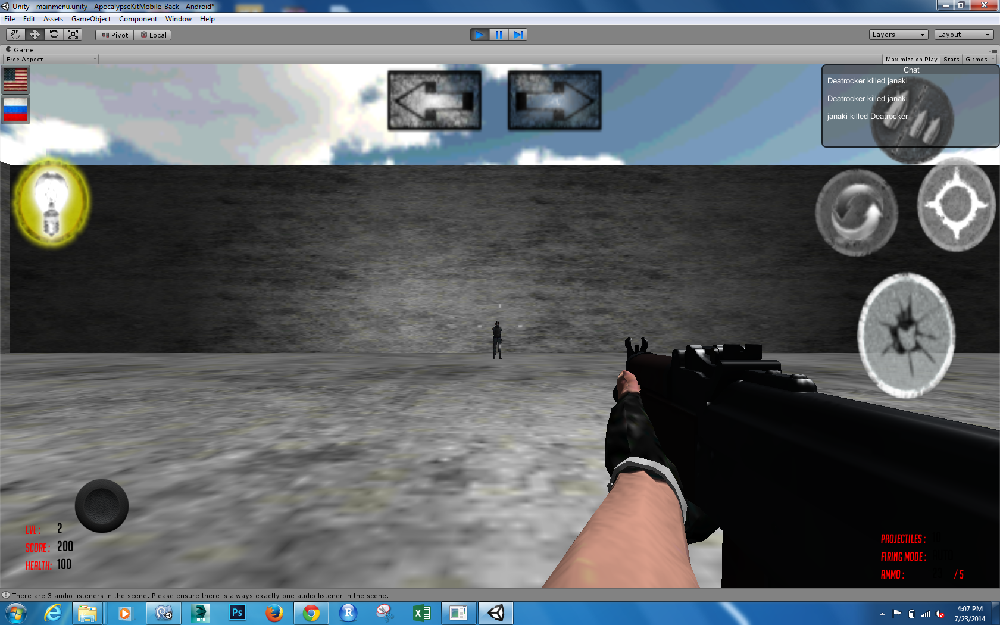 Unity - mainmenu.unity - ApocalypseKitMobile_Back - Android*
File Edit Assets GameObject Component Window Help
Pivot Local Layers Layout
Game
Free Aspect Maximize on Play Stats Gizmos
Chat
Deatrocker killed janaki
Deatrocker killed janaki
janaki killed Deatrocker
LVL : 2
SCORE : 200
HEALTH: 100
PROJECTILES :
FIRING MODE :
AMMO : / 5
There are 3 audio listeners in the scene. Please ensure there is always exactly one audio listener in the scene.
MAX Ps R X
4:07 PM
7/23/2014